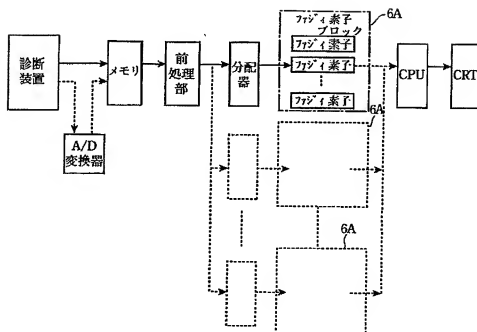 6A
ファジィ素子
ブロック
ファジィ素子
ファジィ素子
ファジィ素子
診断
装置
メモリ
前
処
理
部
分
配
器
CPU
CRT
A/D
変換器
6A
6A